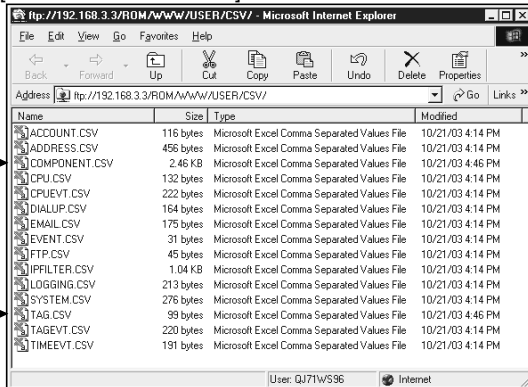 ftp://192.168.3.3/ROM/WWW/USER/CSV/ - Microsoft Internet Explorer
File Edit View Go Favorites Help
Back Forward Up Cut Copy Paste Undo Delete Properties »
Address ftp://192.168.3.3/ROM/WWW/USER/CSV/ Go Links »
Name Size Type Modified
ACCOUNT.CSV 116 bytes Microsoft Excel Comma Separated Values File 10/21/03 4:14 PM
ADDRESS.CSV 456 bytes Microsoft Excel Comma Separated Values File 10/21/03 4:14 PM
COMPONENT.CSV 2.46 KB Microsoft Excel Comma Separated Values File 10/21/03 4:46 PM
CPU.CSV 132 bytes Microsoft Excel Comma Separated Values File 10/21/03 4:14 PM
CPUEVT.CSV 222 bytes Microsoft Excel Comma Separated Values File 10/21/03 4:14 PM
DIALUP.CSV 164 bytes Microsoft Excel Comma Separated Values File 10/21/03 4:14 PM
EMAIL.CSV 175 bytes Microsoft Excel Comma Separated Values File 10/21/03 4:14 PM
EVENT.CSV 31 bytes Microsoft Excel Comma Separated Values File 10/21/03 4:14 PM
FTP.CSV 45 bytes Microsoft Excel Comma Separated Values File 10/21/03 4:14 PM
IPFILTER.CSV 1.04 KB Microsoft Excel Comma Separated Values File 10/21/03 4:14 PM
LOGGING.CSV 213 bytes Microsoft Excel Comma Separated Values File 10/21/03 4:14 PM
SYSTEM.CSV 276 bytes Microsoft Excel Comma Separated Values File 10/21/03 4:14 PM
TAG.CSV 99 bytes Microsoft Excel Comma Separated Values File 10/21/03 4:46 PM
TAGEVT.CSV 220 bytes Microsoft Excel Comma Separated Values File 10/21/03 4:14 PM
TIMEEVT.CSV 191 bytes Microsoft Excel Comma Separated Values File 10/21/03 4:14 PM
User: QJ71WS96 Internet